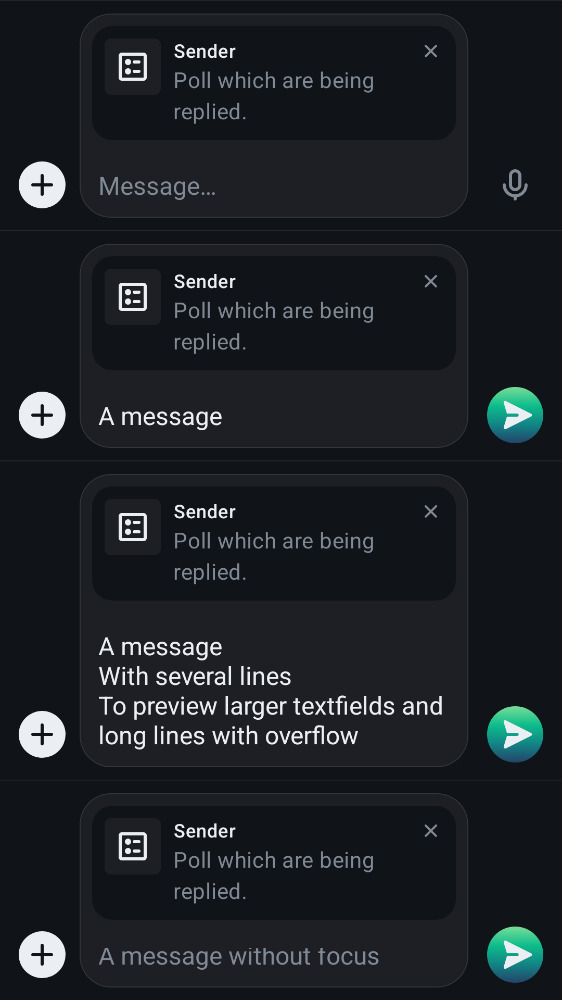 Sender
Poll which are being
replied.
Message…
Sender
Poll which are being
replied.
A message
Sender
Poll which are being
replied.
A message
With several lines
To preview larger textfields and
long lines with overflow
Sender
Poll which are being
replied.
A message without focus